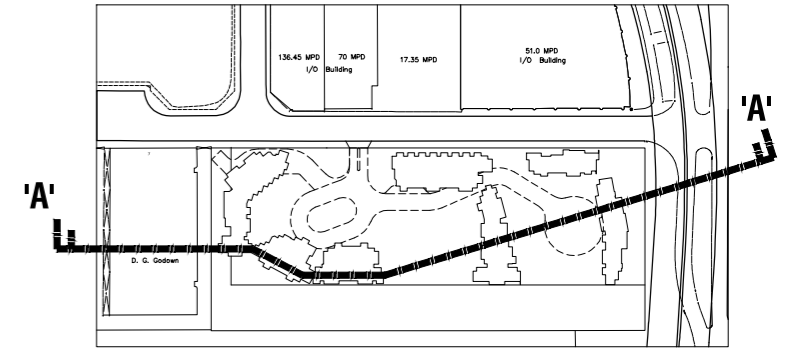 136.45 MPD
I/O Building
70 MPD
17.35 MPD
51.0 MPD
I/O Building
'A'
'A'
D. G. Godown